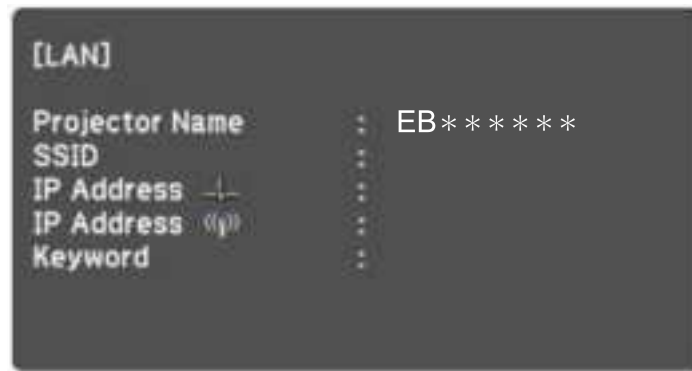 [LAN]
Projector Name : EB******
SSID :
IP Address :
IP Address :
Keyword :